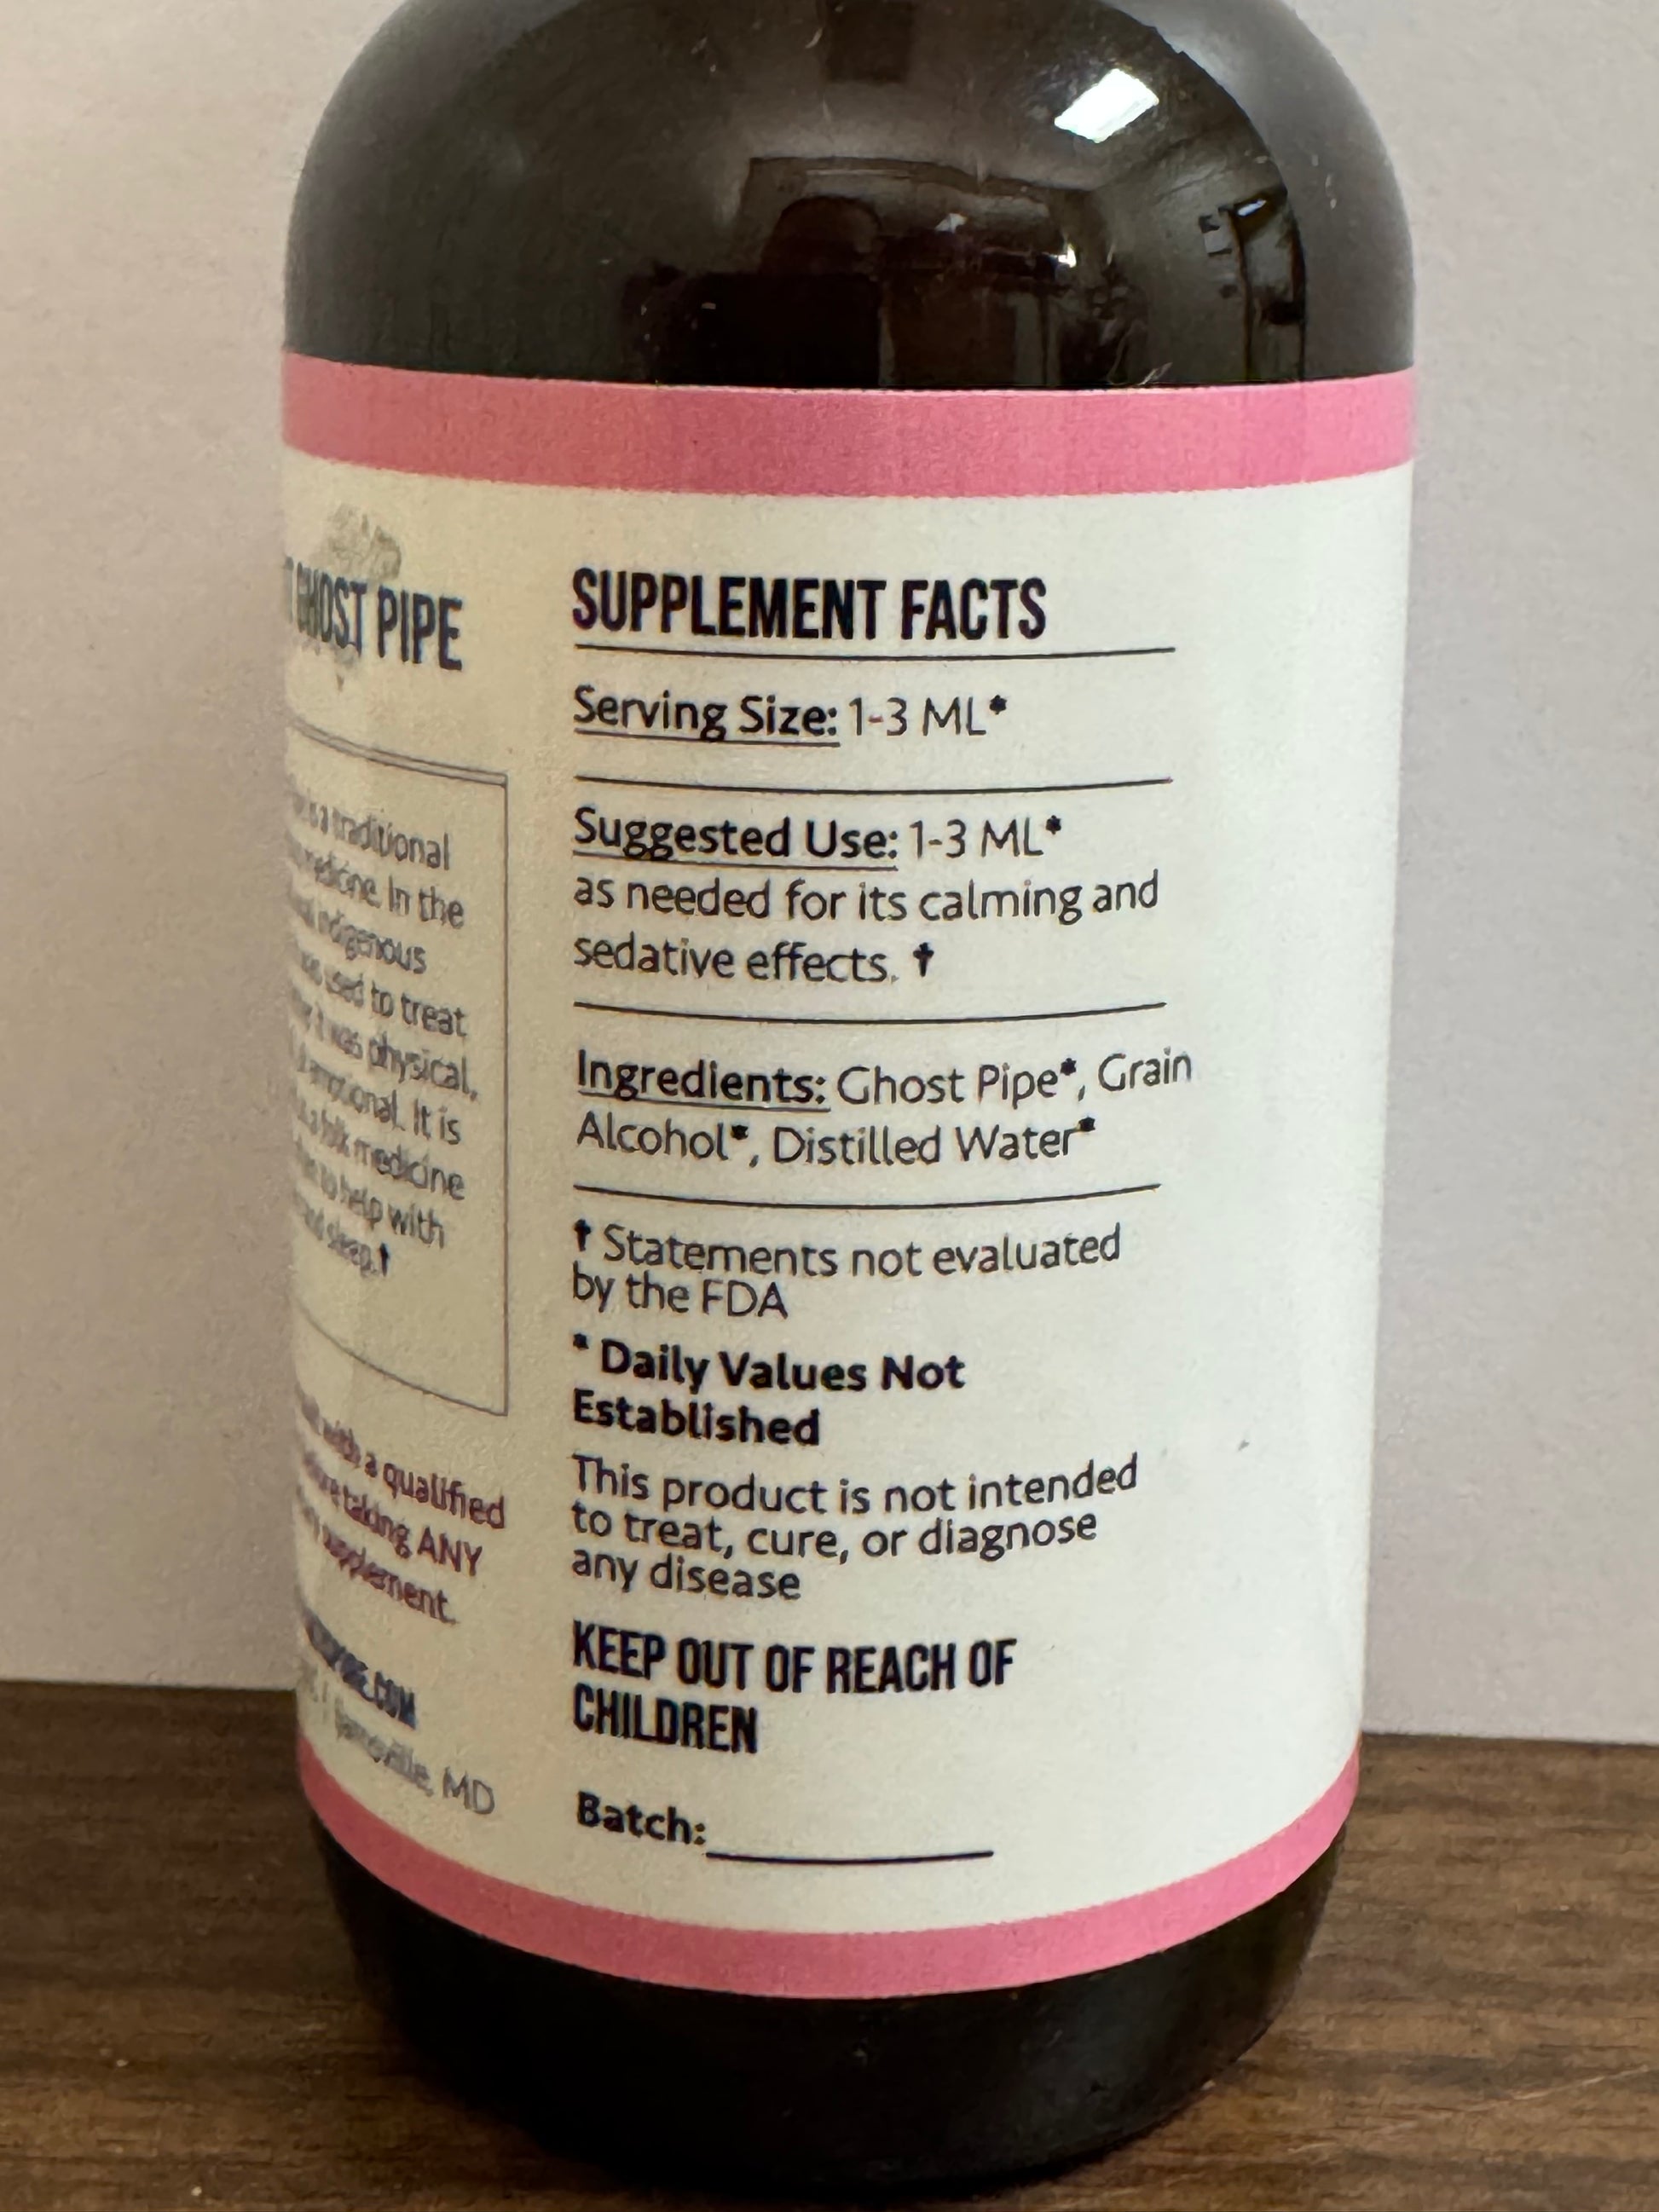 GHOST PIPE
a traditional
medicine. In the
indigenous
used to treat
it was physical,
emotional. It is
a folk medicine
to help with
and sleep.†
with a qualified
before taking ANY
supplement.
.COM
MD
SUPPLEMENT FACTS
Serving Size: 1-3 ML*
Suggested Use: 1-3 ML*
as needed for its calming and
sedative effects. †
Ingredients: Ghost Pipe*, Grain
Alcohol*, Distilled Water*
† Statements not evaluated
by the FDA
* Daily Values Not
Established
This product is not intended
to treat, cure, or diagnose
any disease
KEEP OUT OF REACH OF
CHILDREN
Batch: